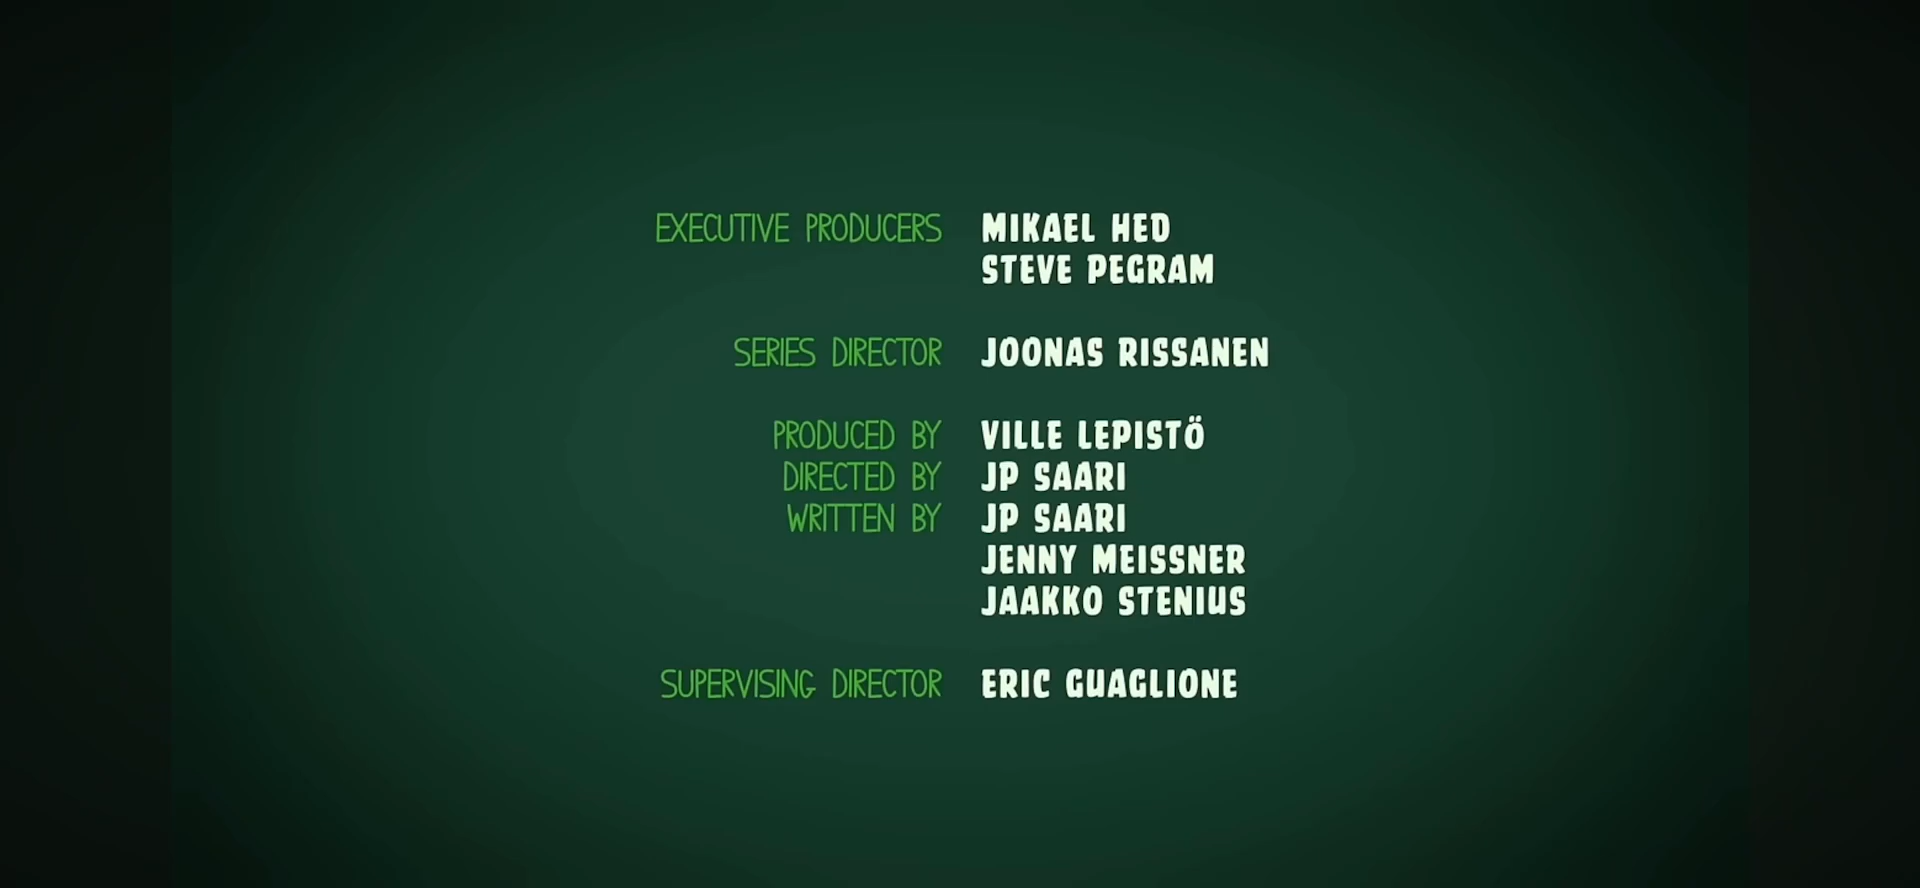 EXECUTIVE PRODUCERS MIKAEL HED
STEVE PEGRAM
SERIES DIRECTOR JOONAS RISSANEN
PRODUCED BY VILLE LEPISTÖ
DIRECTED BY JP SAARI
WRITTEN BY JP SAARI
JENNY MEISSNER
JAAKKO STENIUS
SUPERVISING DIRECTOR ERIC GUAGLIONE